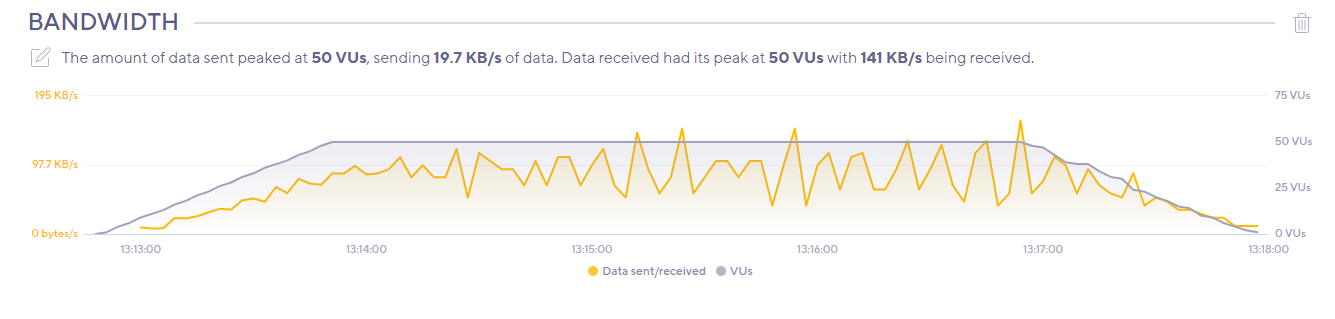 BANDWIDTH
The amount of data sent peaked at 50 VUs, sending 19.7 KB/s of data. Data received had its peak at 50 VUs with 141 KB/s being received.
195 KB/s
75 VUs
50 VUs
97.7 KB/s
25 VUs
0 bytes/s
0 VUs
13:13:00 13:14:00 13:15:00 13:16:00 13:17:00 13:18:00
Data sent/received VUs